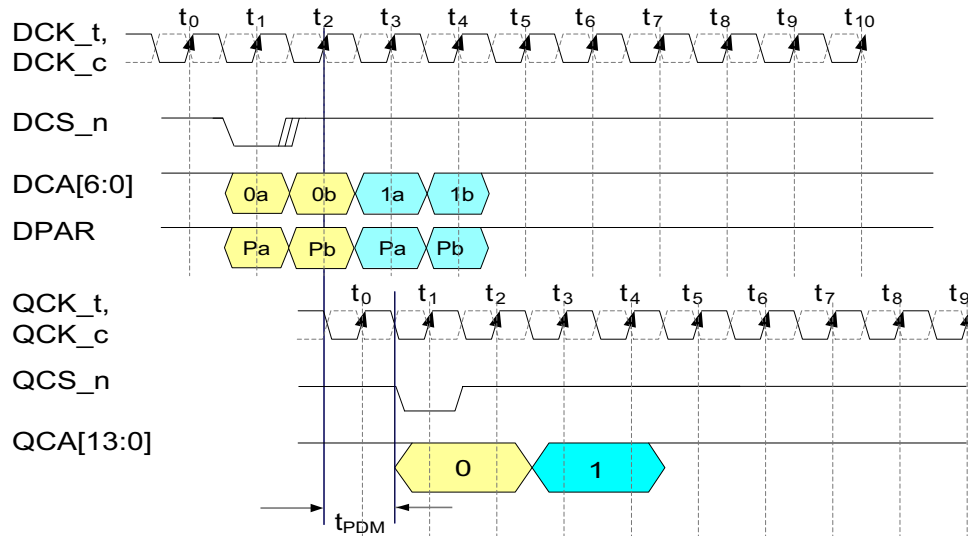 t0 t1 t2 t3 t4 t5 t6 t7 t8 t9 t10
DCK_t,
DCK_c
DCS_n
DCA[6:0]
0a 0b 1a 1b
DPAR
Pa Pb Pa Pb
t0 t1 t2 t3 t4 t5 t6 t7 t8 t9
QCK_t,
QCK_c
QCS_n
QCA[13:0]
0 1
tPDM